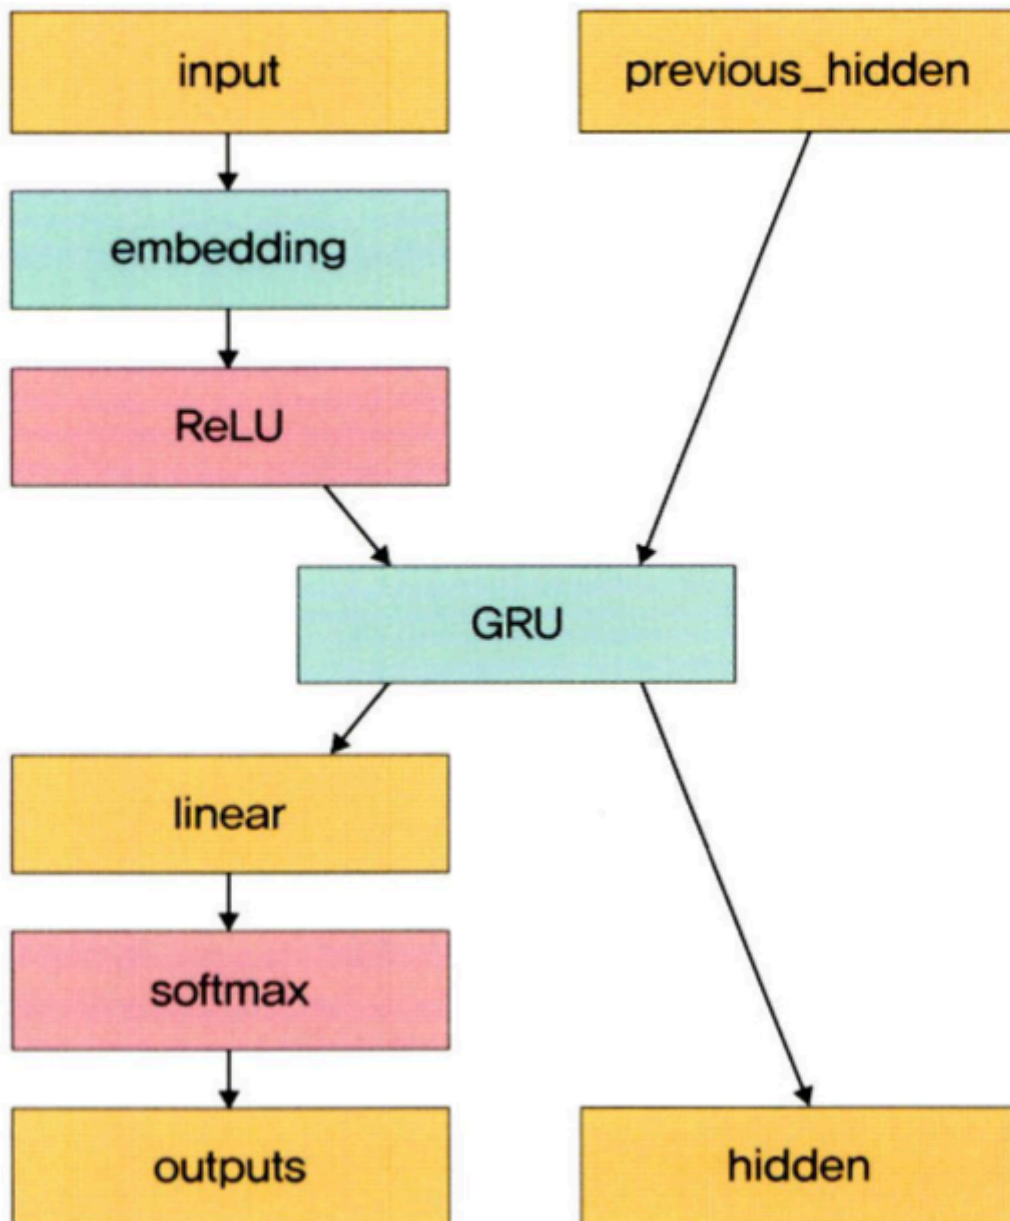 input
previous_hidden
embedding
ReLU
GRU
linear
softmax
outputs
hidden